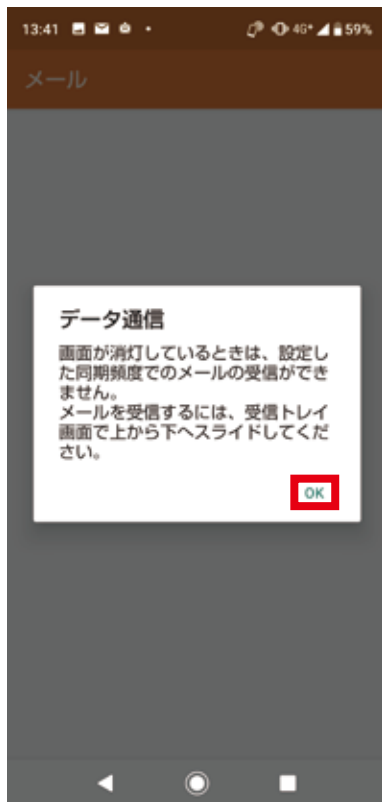 13:41 4G+ 59%
メール
データ通信
画面が消灯しているときは、設定し
た同期頻度でのメールの受信ができ
ません。
メールを受信するには、受信トレイ
画面で上から下へスライドしてくだ
さい。
OK